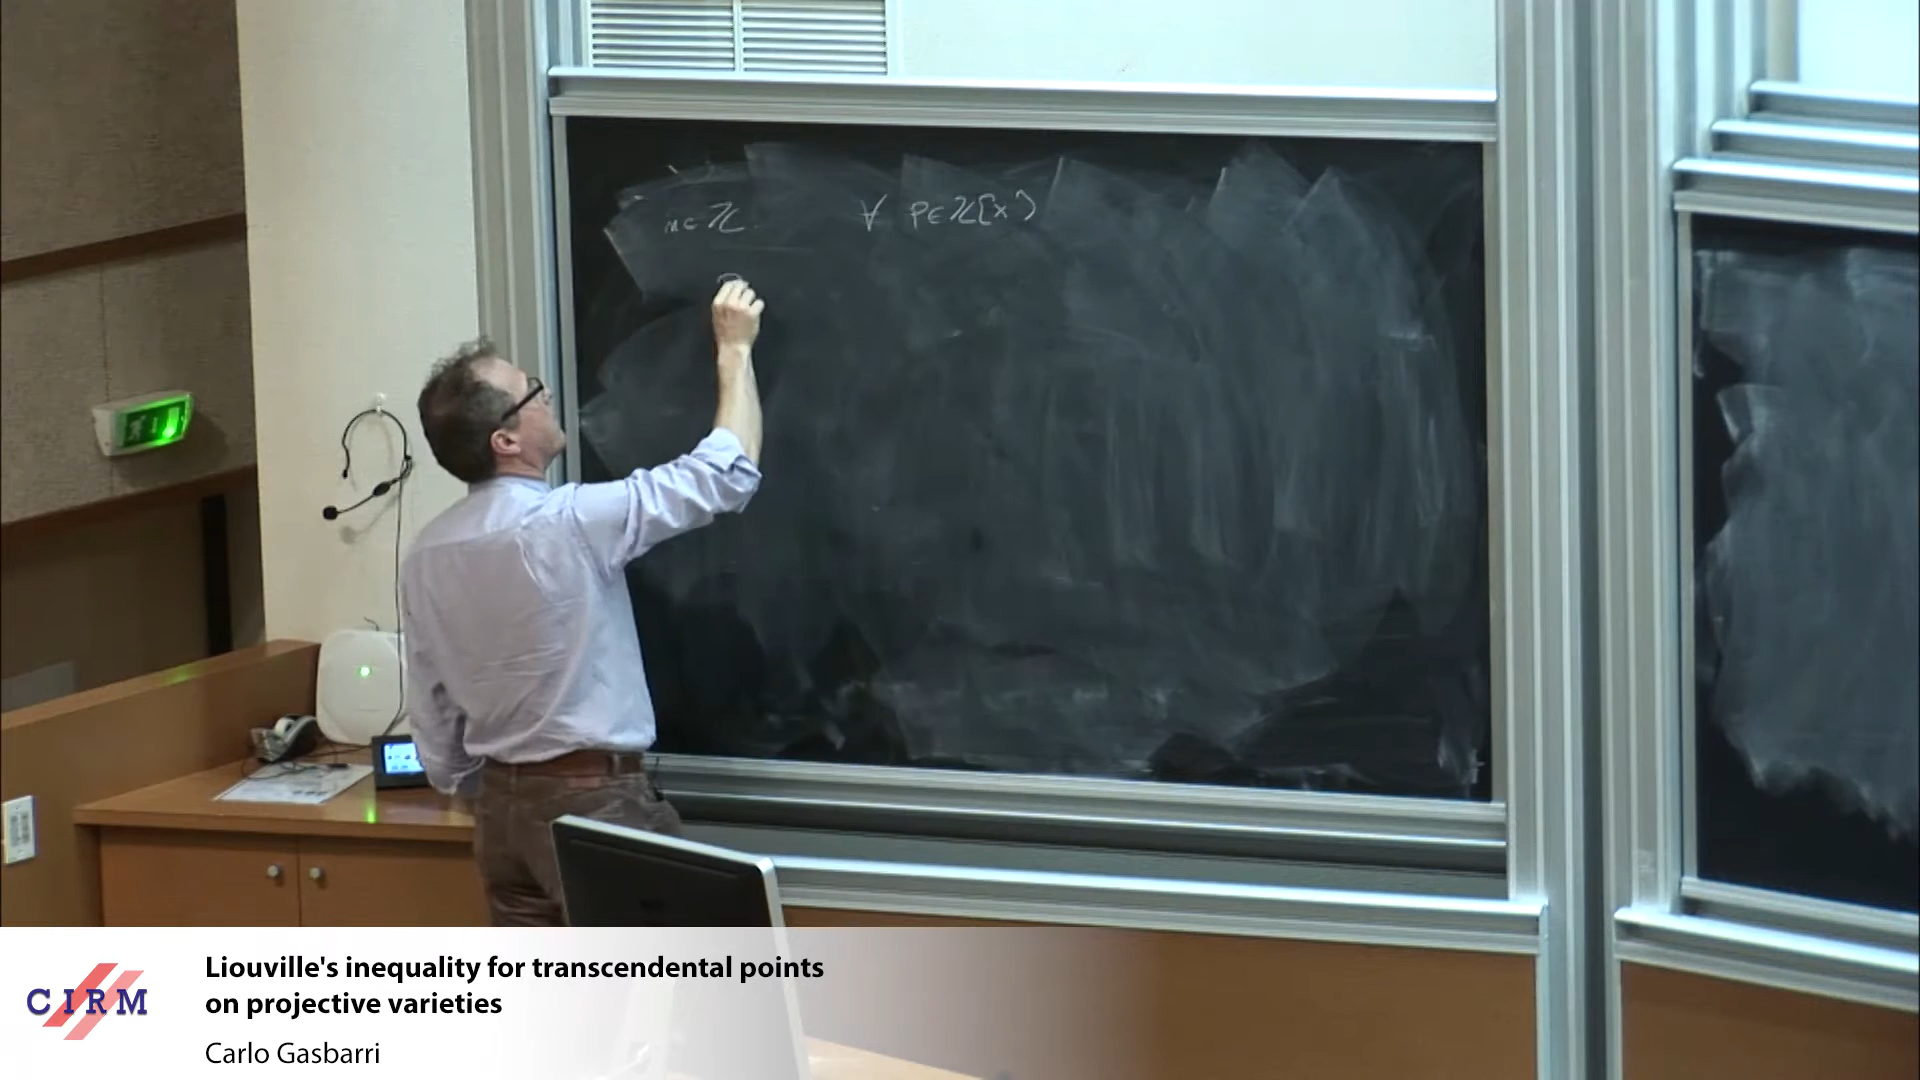 n ∈ ℤ. ∀ P ∈ ℤ[x]
CIRM
Liouville's inequality for transcendental points
on projective varieties
Carlo Gasbarri